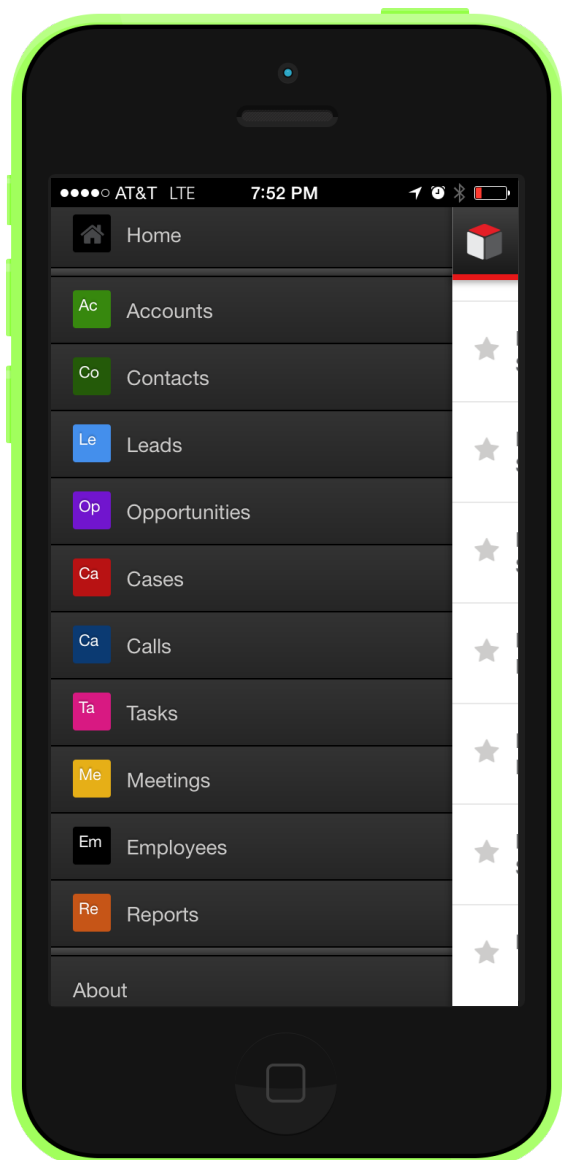 AT&T LTE 7:52 PM
Home
Ac Accounts
Co Contacts
Le Leads
Op Opportunities
Ca Cases
Ca Calls
Ta Tasks
Me Meetings
Em Employees
Re Reports
About